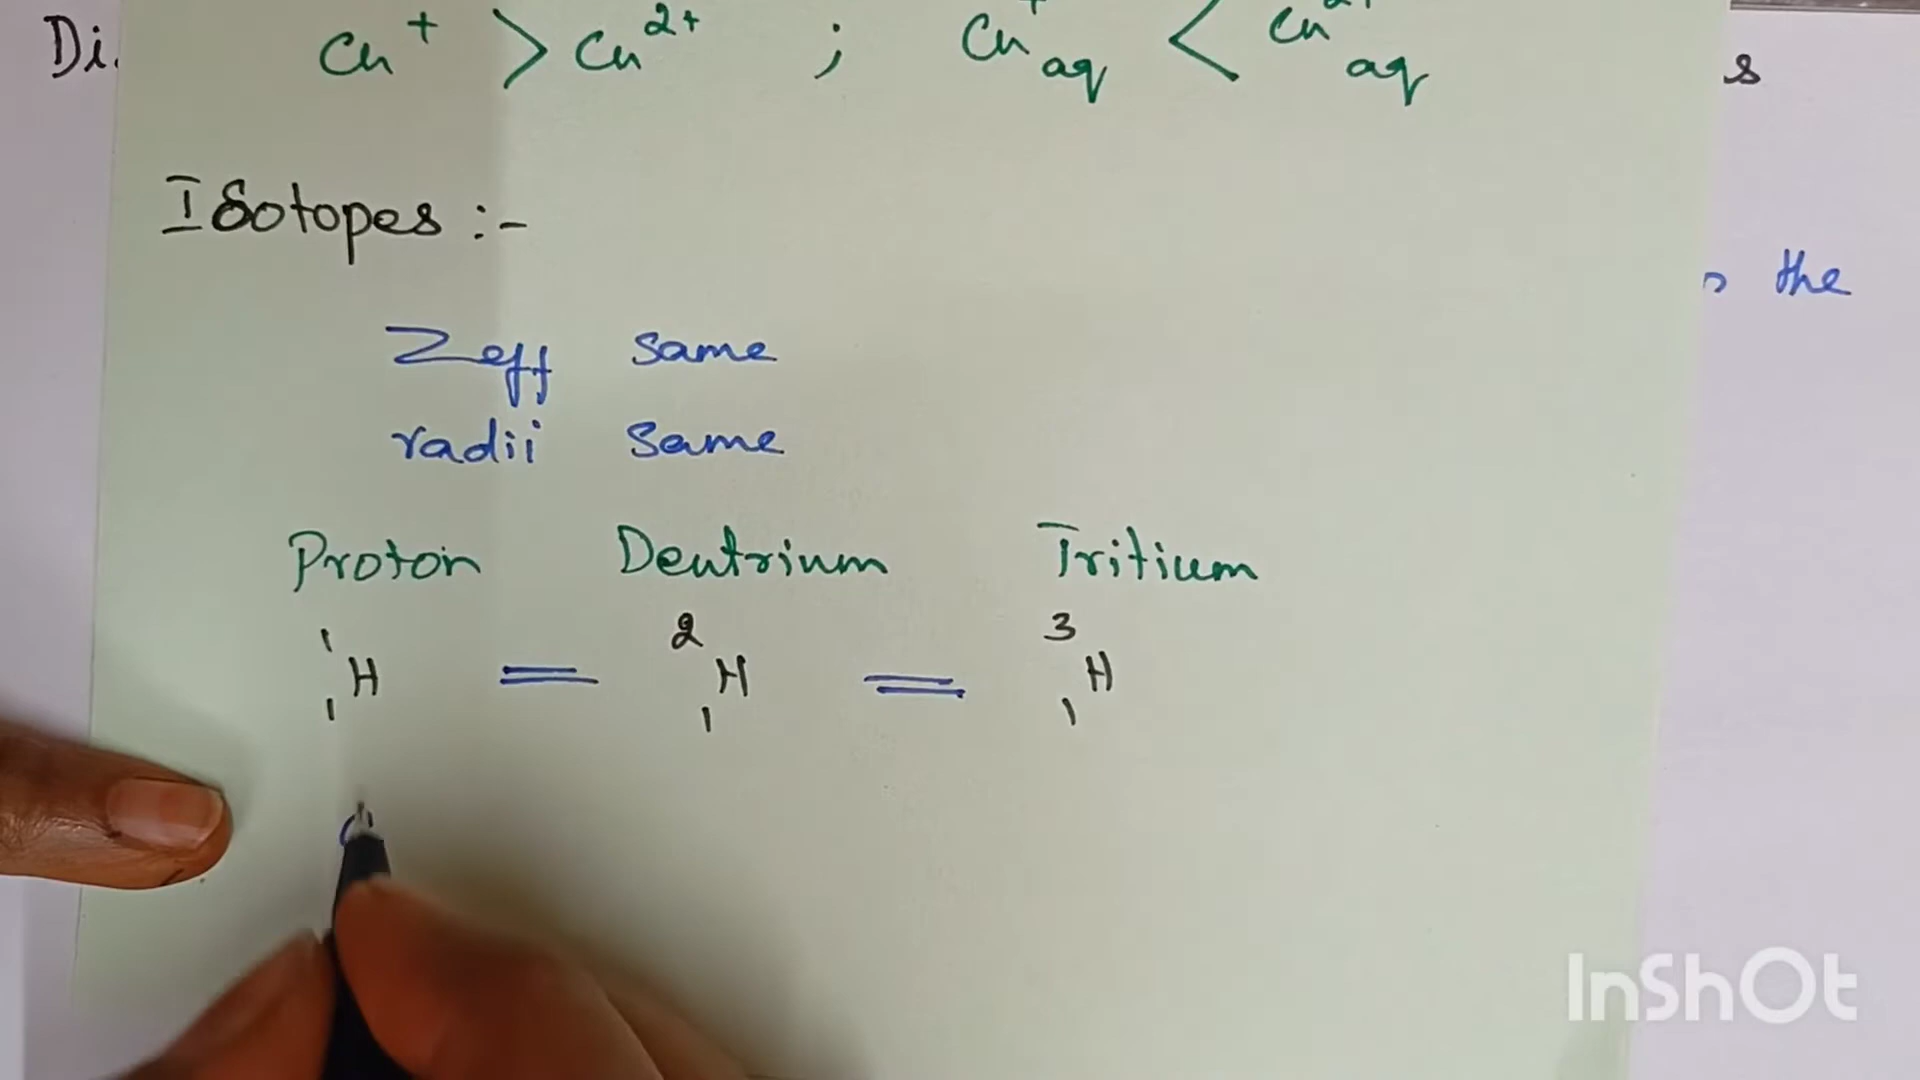 Di
Cu⁺ > Cu²⁺ ; Cu⁺aq < Cu²⁺aq
s
Isotopes :-
the
Zeff same
radii same
Proton Deutrium Tritium
¹₁H = ²₁H = ³₁H
InShOt